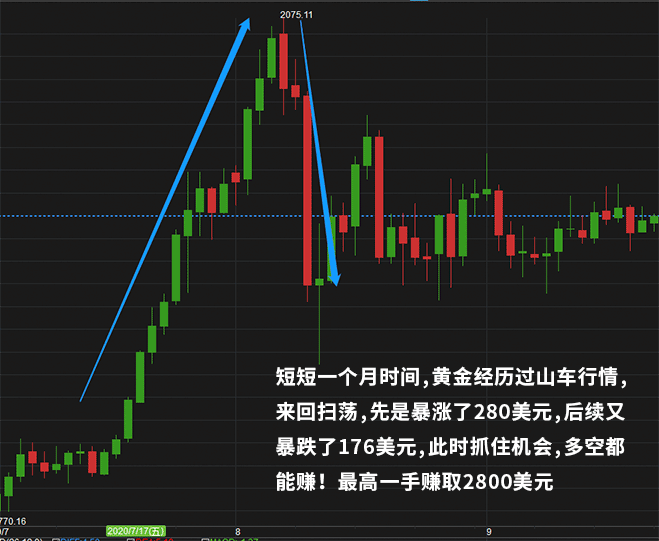 2075.11
短短一个月时间,黄金经历过山车行情,
来回扫荡,先是暴涨了280美元,后续又
暴跌了176美元,此时抓住机会,多空都
能赚！最高一手赚取2800美元
770.16
0/7 2020/7/17(五) 8 9